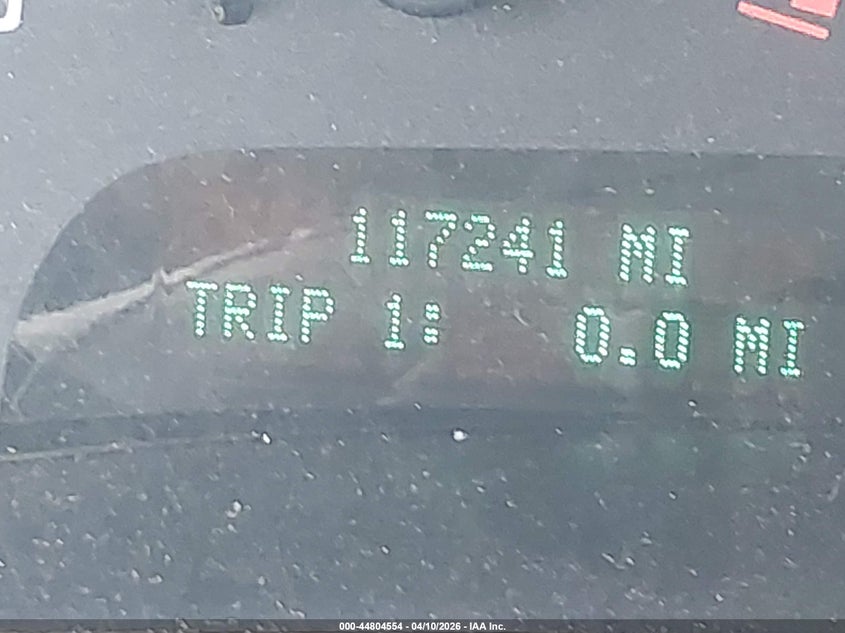 117241 MI
TRIP 1: 0.0 MI
000-44804554 - 04/10/2026 - IAA Inc.